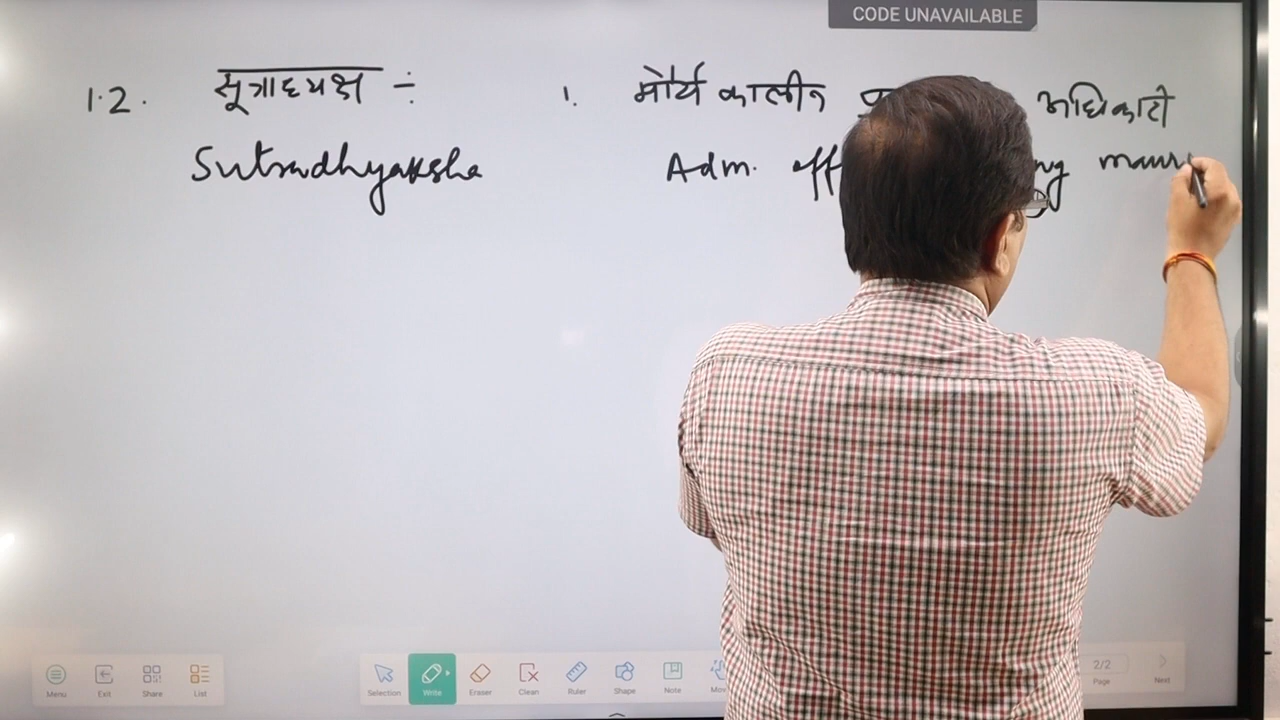 CODE UNAVAILABLE
1.2. सूत्राध्यक्ष ÷ 1. मौर्य कालीन अधिकारी
Sutradhyaksha Adm.
Menu Exit Share List Selection Write Eraser Clean Ruler Shape Note 2/2 Page Next